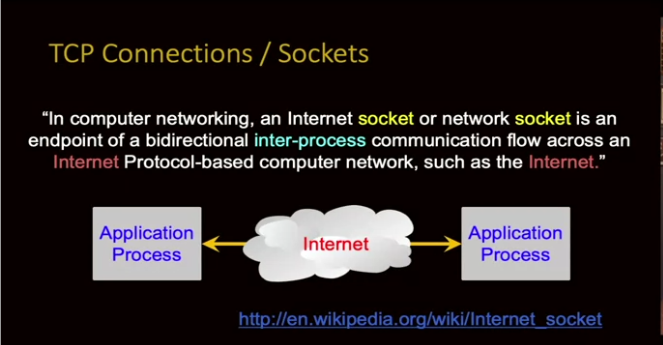 TCP Connections / Sockets
“In computer networking, an Internet socket or network socket is an
endpoint of a bidirectional inter-process communication flow across an
Internet Protocol-based computer network, such as the Internet.”
Application
Process
Internet
Application
Process
http://en.wikipedia.org/wiki/Internet_socket